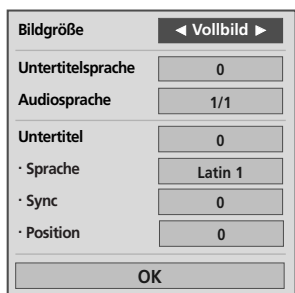 Bildgröße ◄ Vollbild ►
Untertitelsprache 0
Audiosprache 1/1
Untertitel 0
· Sprache Latin 1
· Sync 0
· Position 0
OK